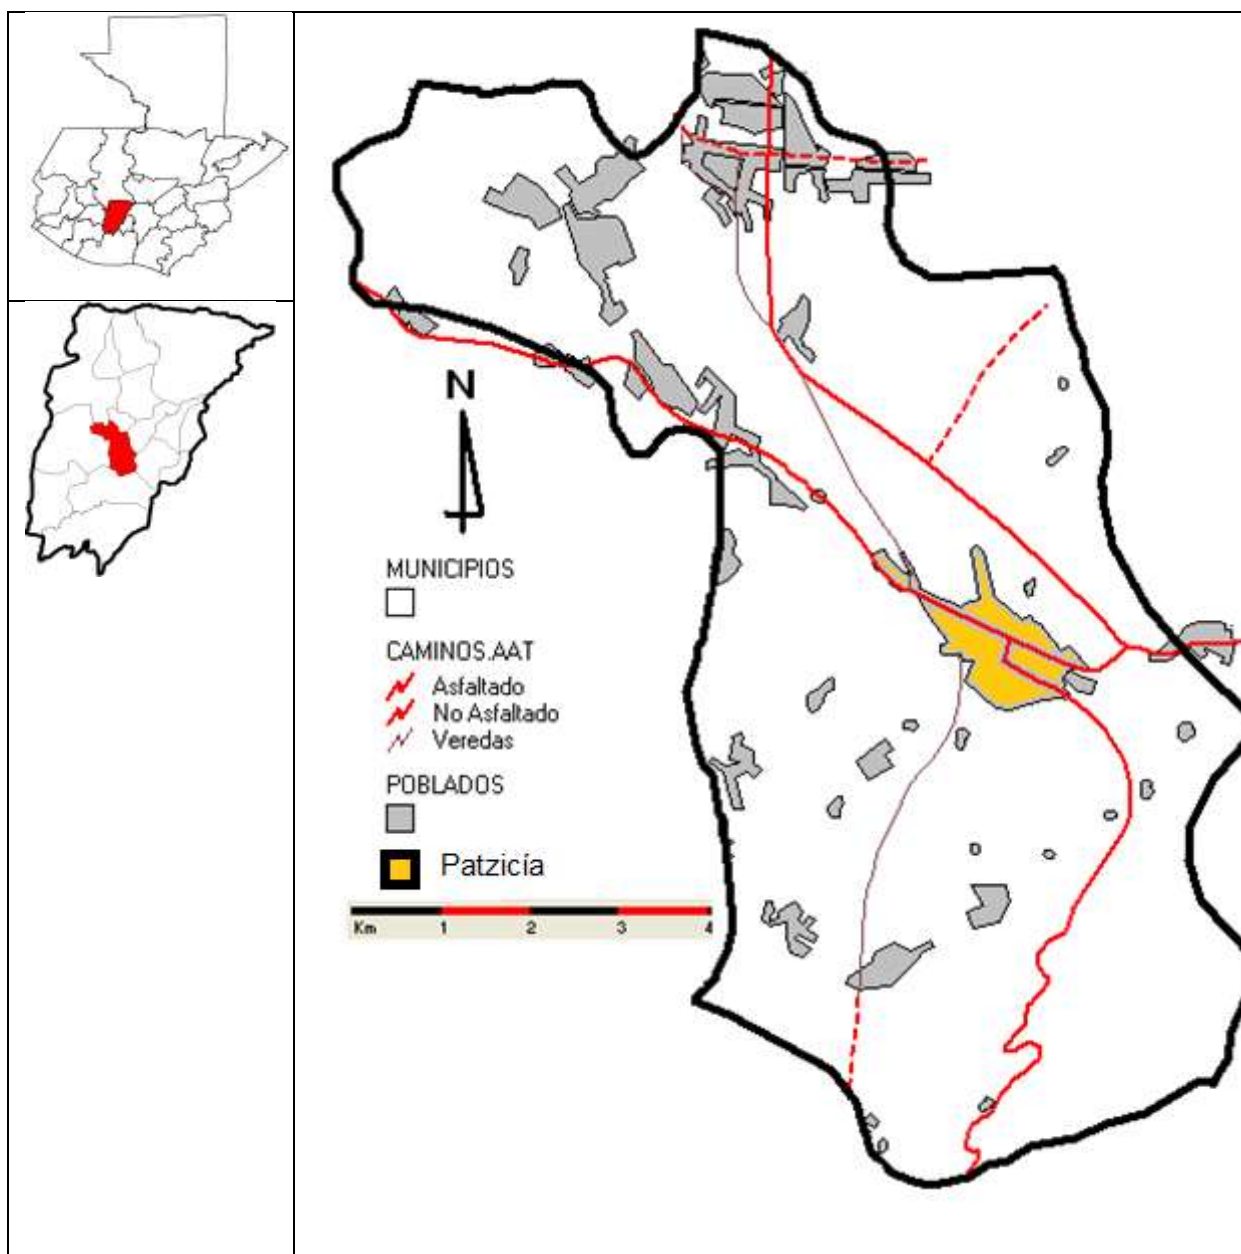 N
MUNICIPIOS
CAMINOS.AAT
Asfaltado
No Asfaltado
Veredas
POBLADOS
Patzicía
Km 1 2 3 4